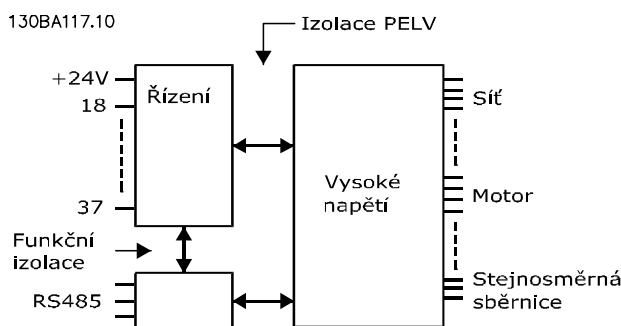 130BA117.10
Izolace PELV
+24V
Řízení
18
Síť
Vysoké
napětí
Motor
37
Funkční
izolace
Stejnosměrná
sběrnice
RS485